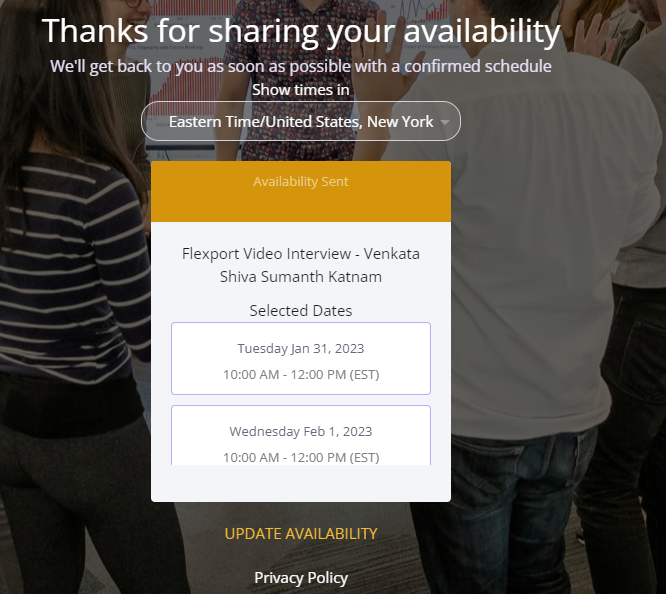 Thanks for sharing your availability
We'll get back to you as soon as possible with a confirmed schedule
Show times in
Eastern Time/United States, New York
Availability Sent
Flexport Video Interview - Venkata
Shiva Sumanth Katnam
Selected Dates
Tuesday Jan 31, 2023
10:00 AM - 12:00 PM (EST)
Wednesday Feb 1, 2023
10:00 AM - 12:00 PM (EST)
UPDATE AVAILABILITY
Privacy Policy